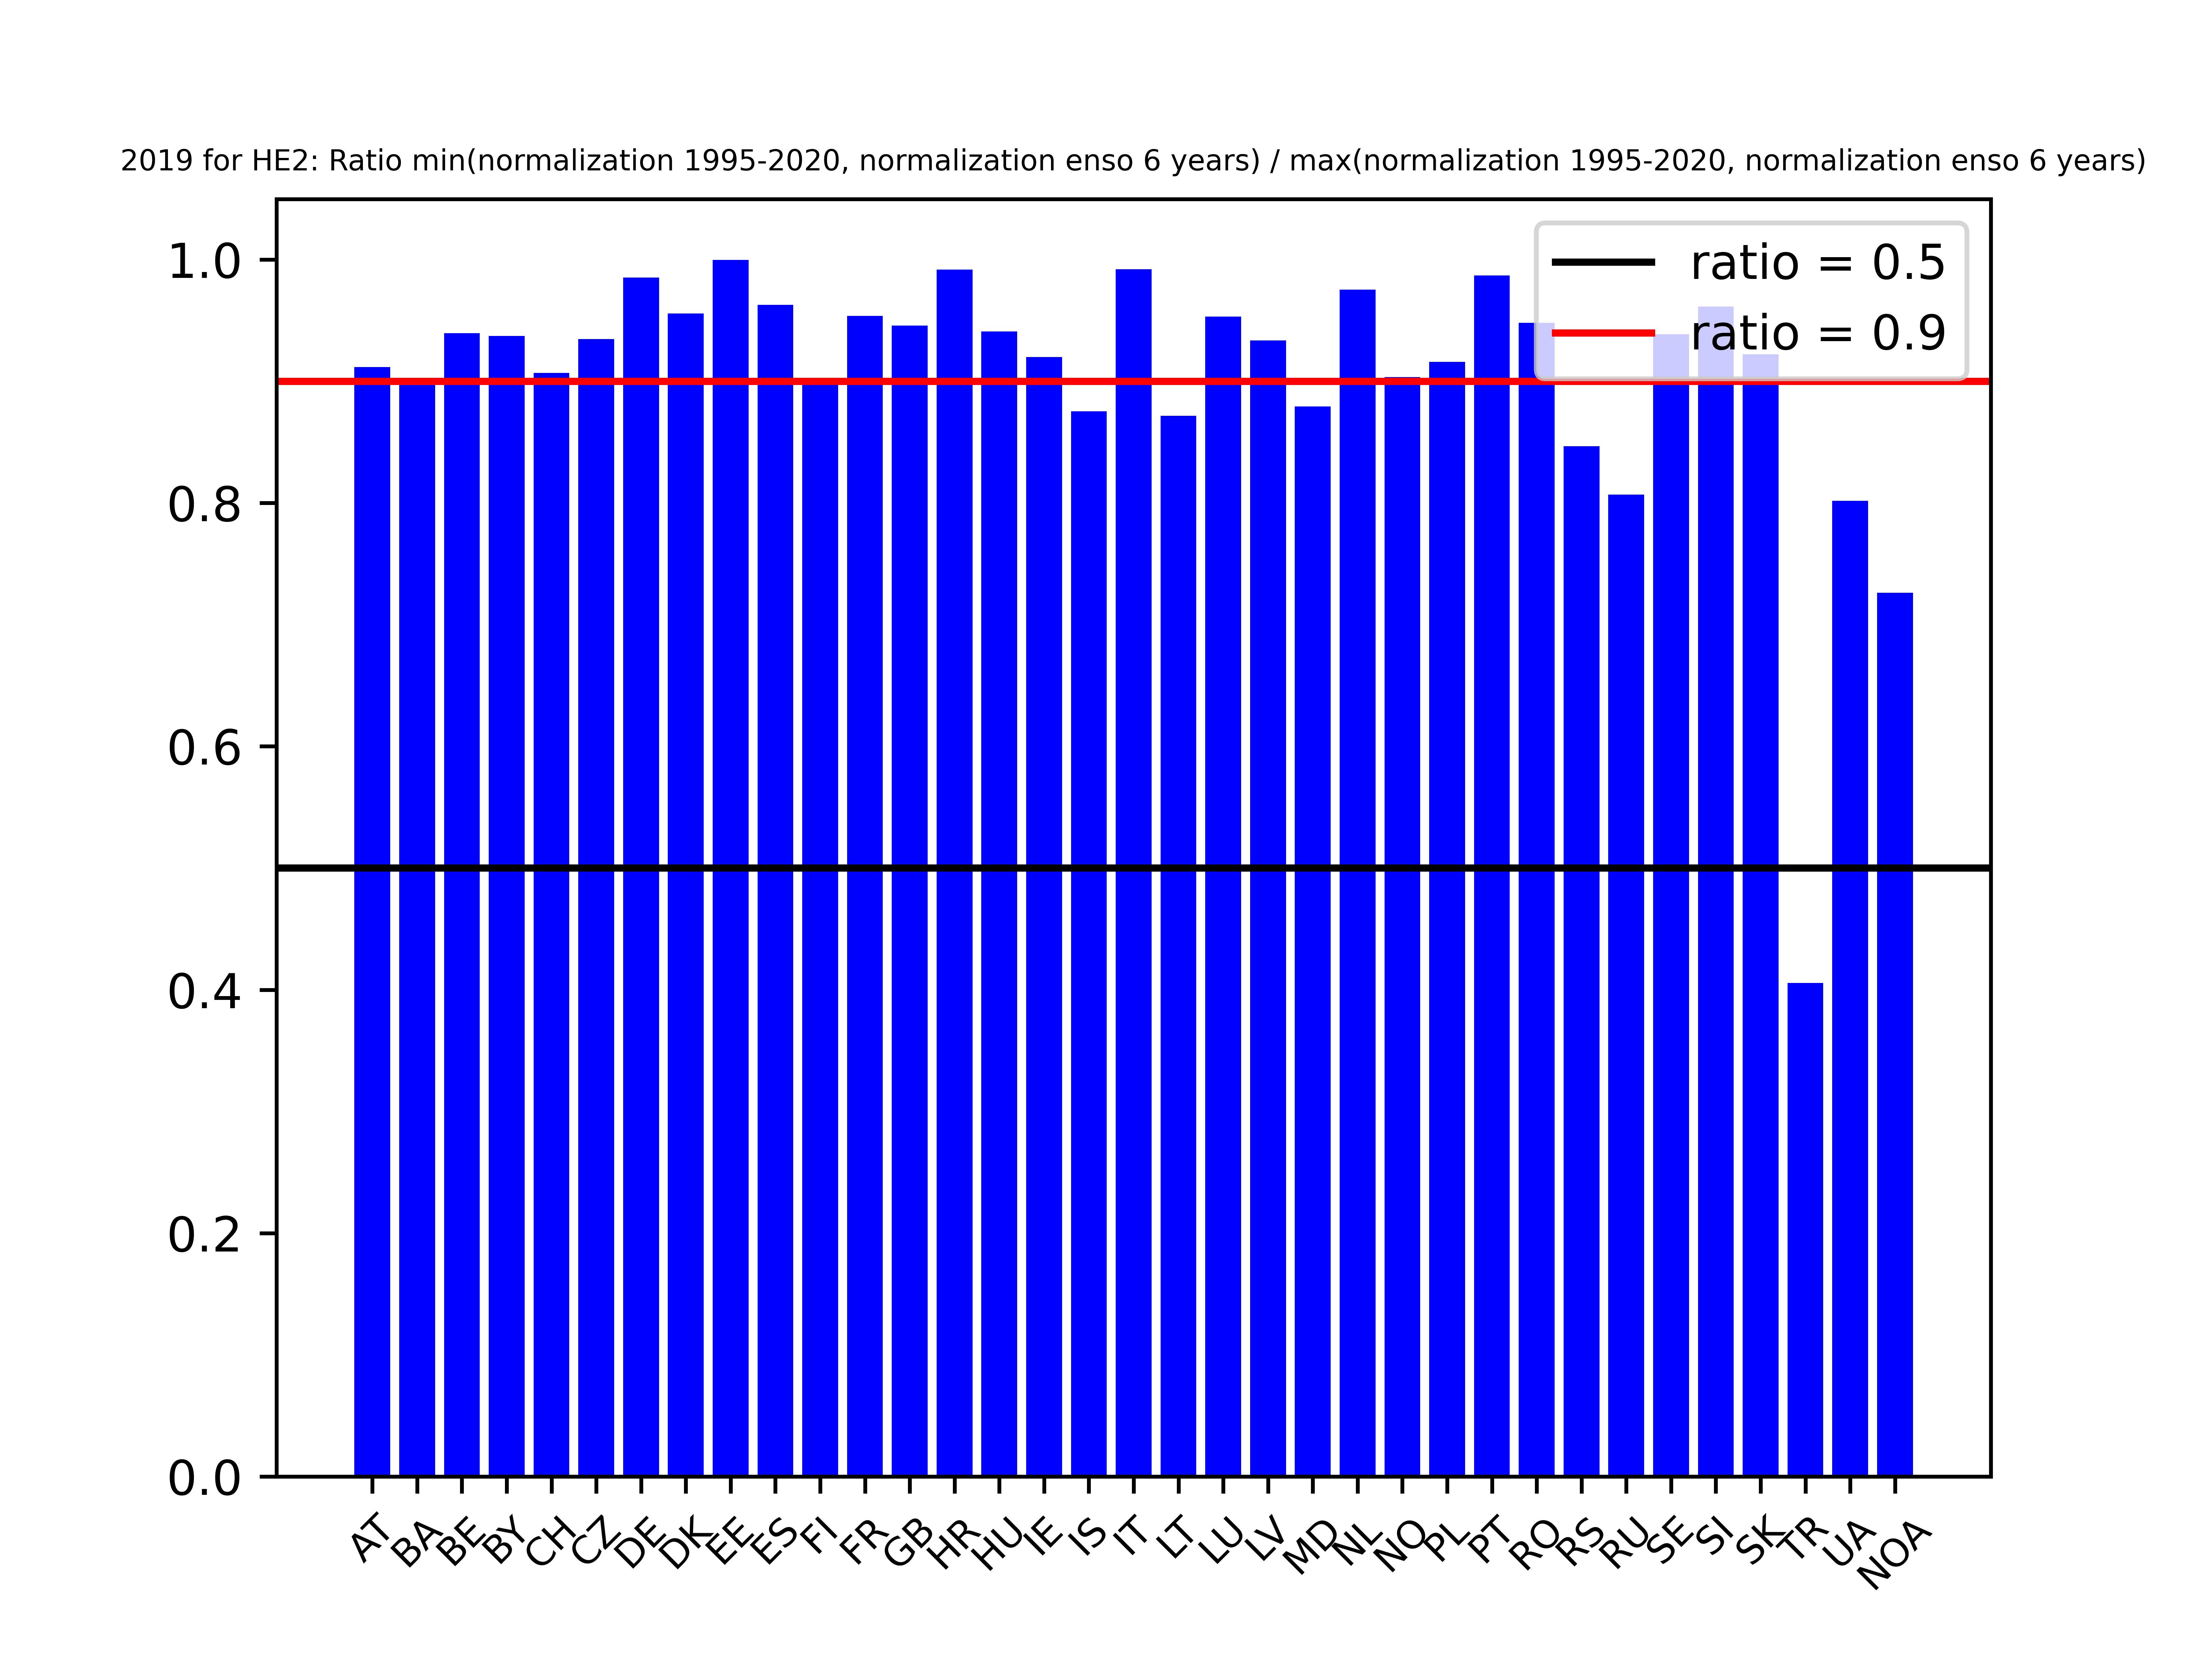 2019 for HE2: Ratio min(normalization 1995-2020, normalization enso 6 years) / max(normalization 1995-2020, normalization enso 6 years)
ratio = 0.5
ratio = 0.9
1.0
0.8
0.6
0.4
0.2
0.0
AT BA BE BY CH CZ DE DK EE ES FI FR GB HR HU IE IS IT LT LU LV MD NL NO PL PT RO RS RU SE SI SK TR UA NOA